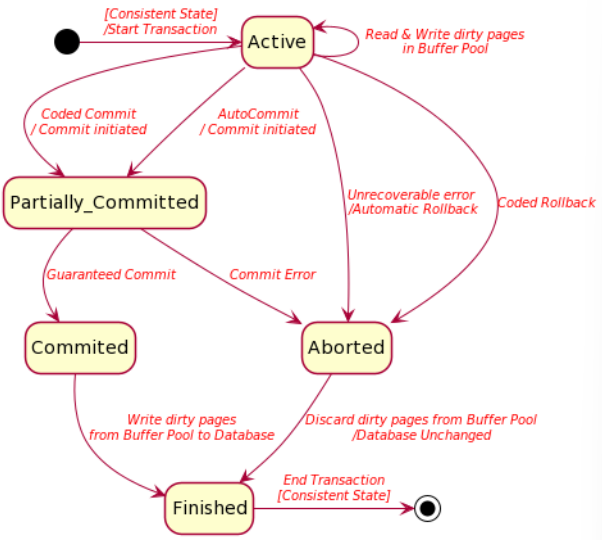 [Consistent State]
/Start Transaction
Active
Read & Write dirty pages
in Buffer Pool
Coded Commit
/ Commit initiated
AutoCommit
/ Commit initiated
Unrecoverable error
/Automatic Rollback
Coded Rollback
Partially_Committed
Guaranteed Commit
Commit Error
Commited
Aborted
Write dirty pages
from Buffer Pool to Database
Discard dirty pages from Buffer Pool
/Database Unchanged
Finished
End Transaction
[Consistent State]